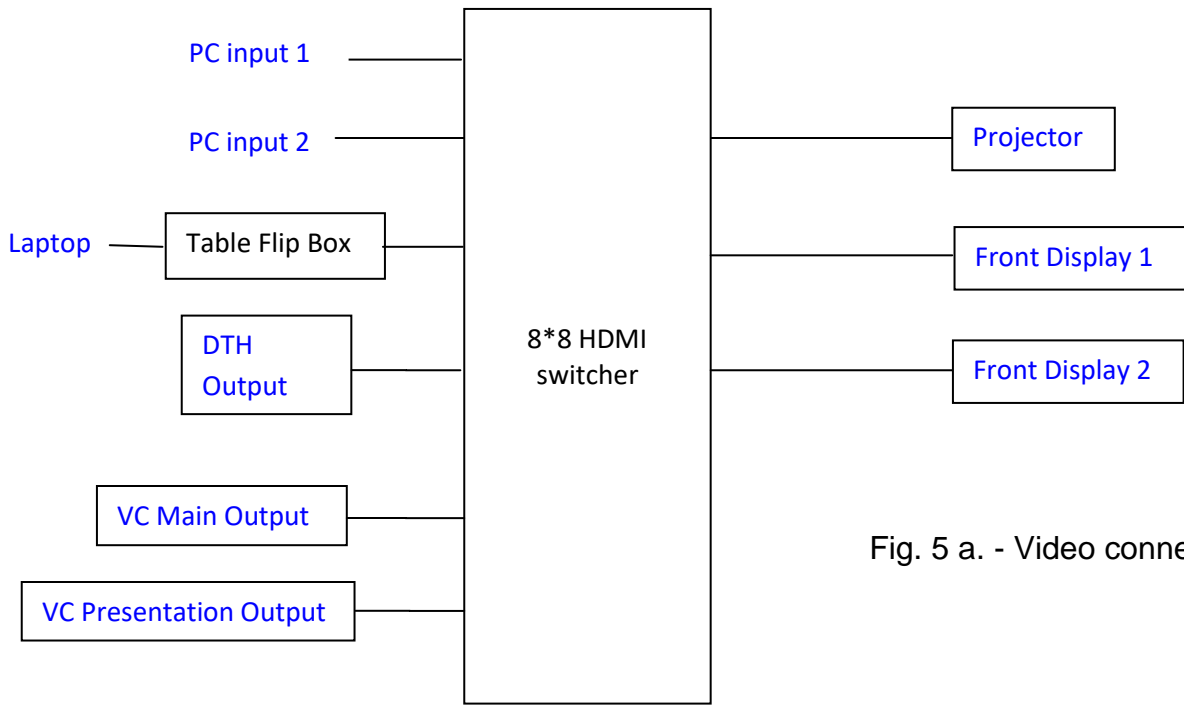 PC input 1
PC input 2
Laptop
Table Flip Box
DTH
Output
VC Main Output
VC Presentation Output
8*8 HDMI
switcher
Projector
Front Display 1
Front Display 2
Fig. 5 a. - Video conne